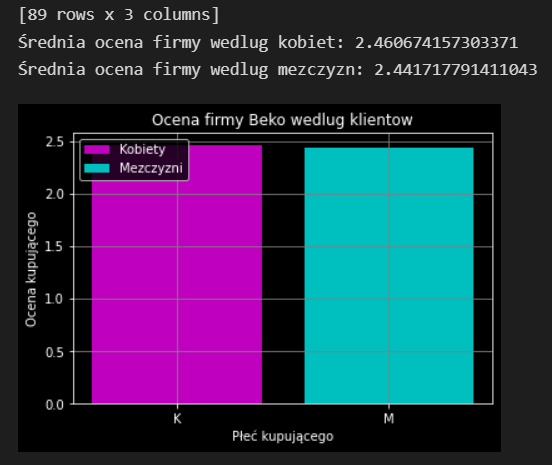 [89 rows x 3 columns]
Średnia ocena firmy wedlug kobiet: 2.460674157303371
Średnia ocena firmy wedlug mezczyzn: 2.441717791411043
Ocena firmy Beko wedlug klientow
Kobiety
Mezczyzni
Ocena kupującego
2.5
2.0
1.5
1.0
0.5
0.0
K
M
Płeć kupującego